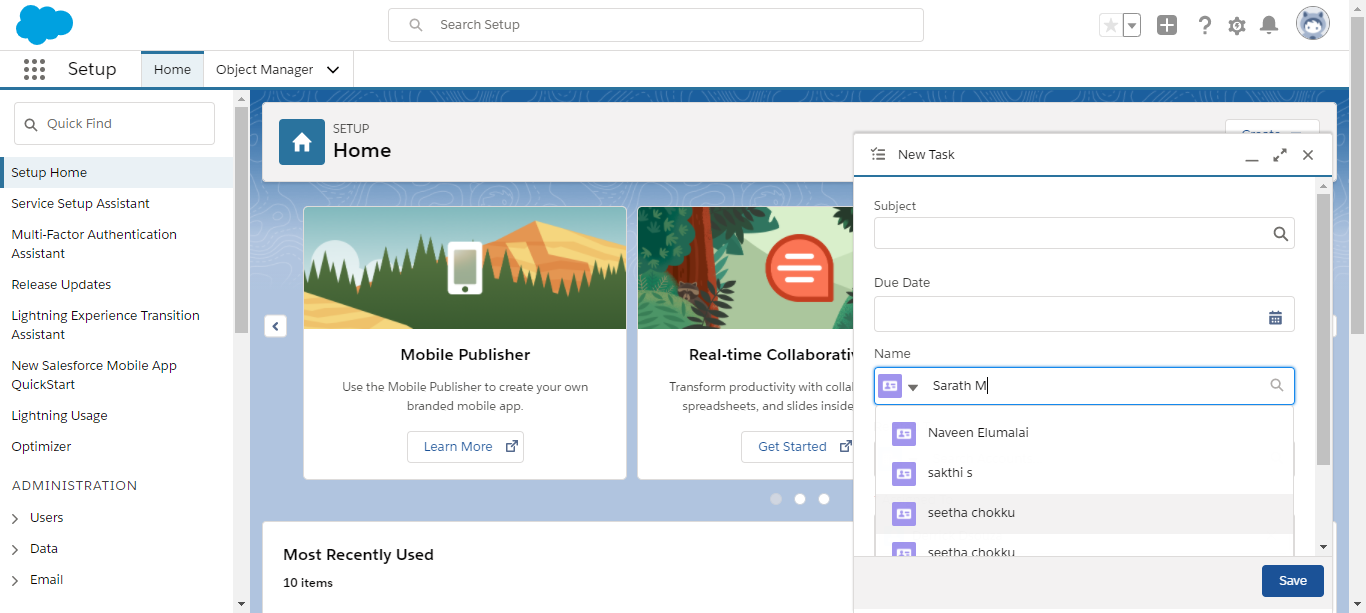 Search Setup
Setup
Home
Object Manager
Quick Find
Setup Home
Service Setup Assistant
Multi-Factor Authentication
Assistant
Release Updates
Lightning Experience Transition
Assistant
New Salesforce Mobile App
QuickStart
Lightning Usage
Optimizer
ADMINISTRATION
Users
Data
Email
SETUP
Home
Create
Mobile Publisher
Use the Mobile Publisher to create your own
branded mobile app.
Learn More
Real-time Collaborativ
Transform productivity with colla
spreadsheets, and slides inside
Get Started
Most Recently Used
10 items
New Task
Subject
Due Date
Name
Sarath M
Naveen Elumalai
sakthi s
seetha chokku
seetha chokku
Save